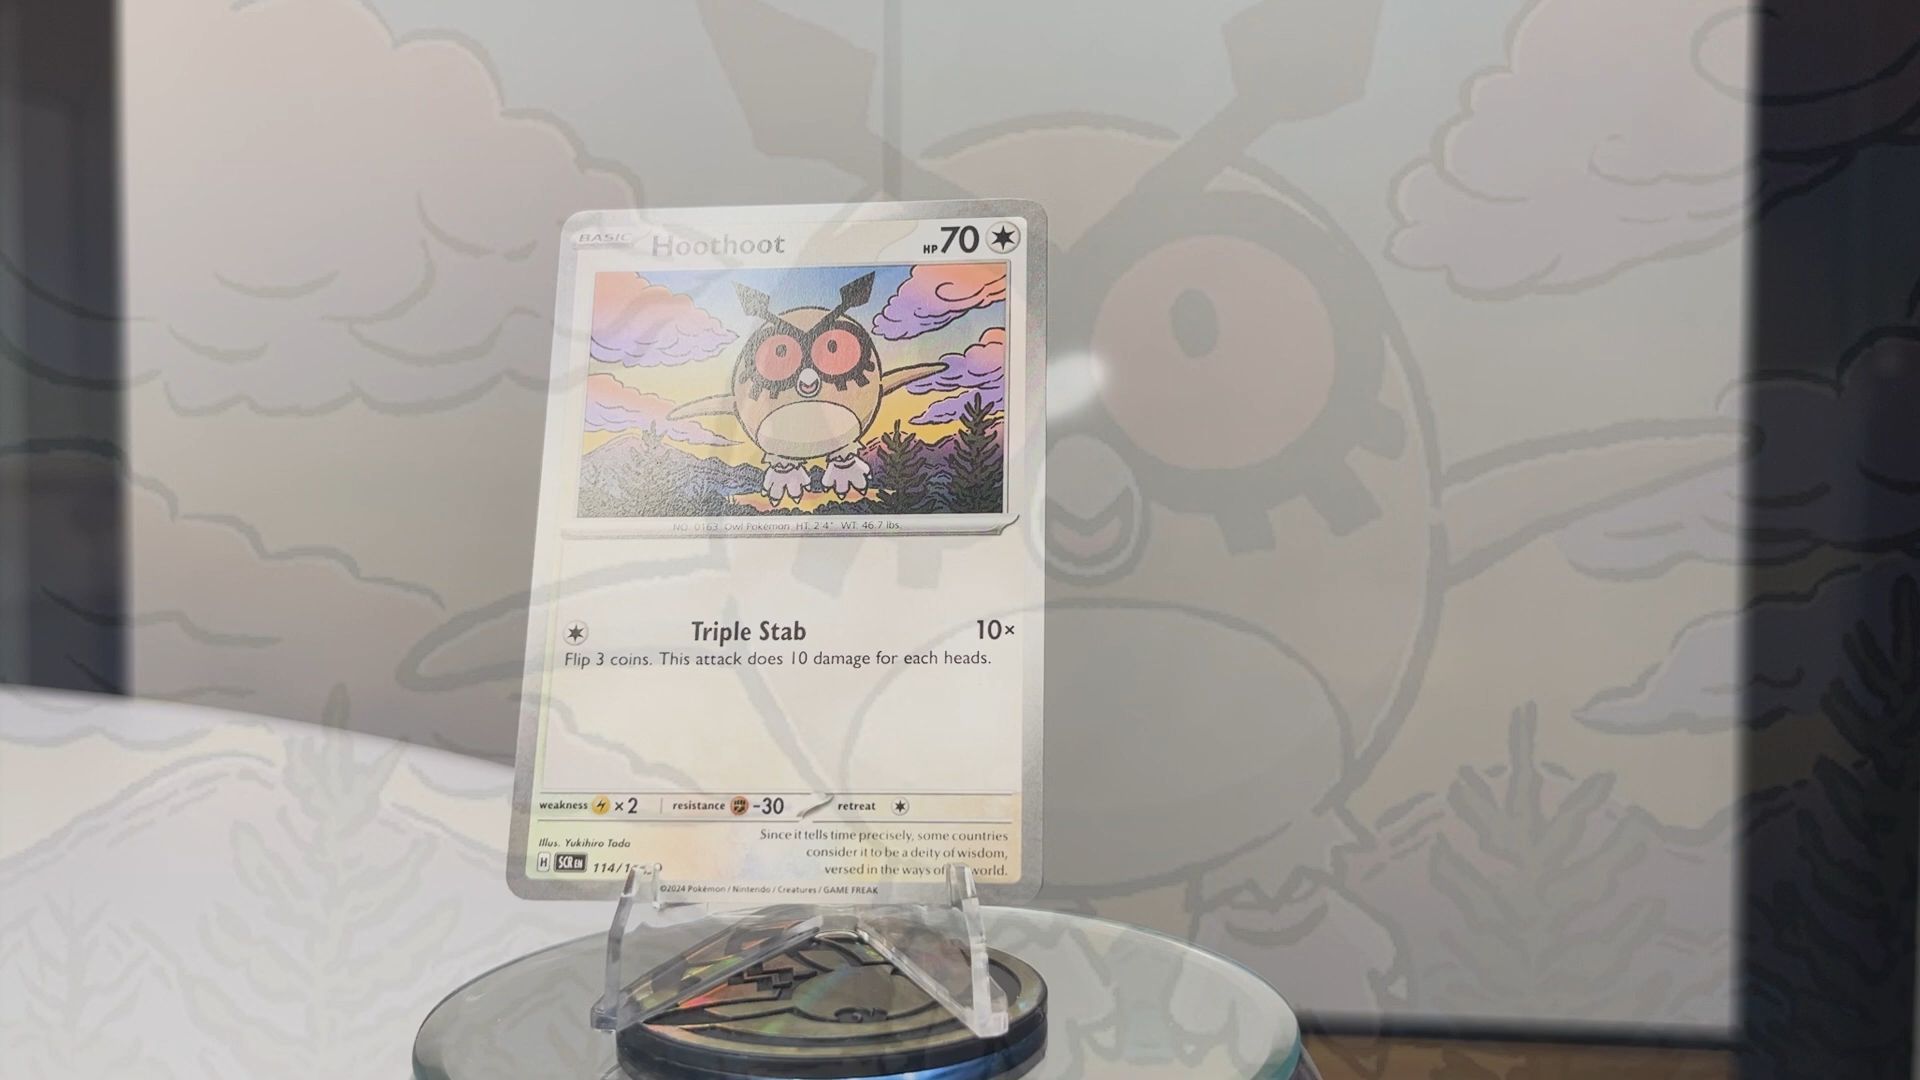 BASIC Hoothoot HP 70
NO. 0163 Owl Pokémon HT: 2'4" WT: 46.7 lbs.
Triple Stab 10×
Flip 3 coins. This attack does 10 damage for each heads.
weakness ×2 resistance -30 retreat
Illus. Yukihiro Tada
H SCR EN 114/1
Since it tells time precisely, some countries
consider it to be a deity of wisdom,
versed in the ways of world.
©2024 Pokémon / Nintendo / Creatures / GAME FREAK